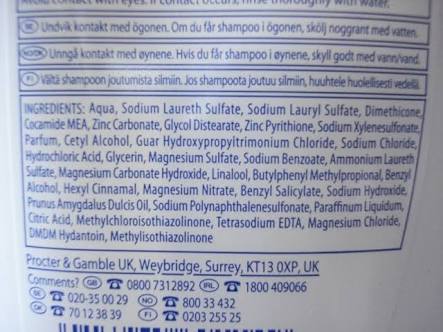 Avoid contact with eyes. If contact occurs, rinse thoroughly with water.
SE Undvik kontakt med ögonen. Om du får shampoo i ögonen, skölj noggrant med vatten.
Unngå kontakt med øynene. Hvis du får shampoo i øynene, skyll godt med vann/vand.
FI Vältä shampoon joutumista silmiin. Jos shampoota joutuu silmiin, huuhtele huolellisesti vedellä.
INGREDIENTS: Aqua, Sodium Laureth Sulfate, Sodium Lauryl Sulfate, Dimethicone,
Cocamide MEA, Zinc Carbonate, Glycol Distearate, Zinc Pyrithione, Sodium Xylenesulfonate,
Parfum, Cetyl Alcohol, Guar Hydroxypropyltrimonium Chloride, Sodium Chloride,
Hydrochloric Acid, Glycerin, Magnesium Sulfate, Sodium Benzoate, Ammonium Laureth
Sulfate, Magnesium Carbonate Hydroxide, Linalool, Butylphenyl Methylpropional, Benzyl
Alcohol, Hexyl Cinnamal, Magnesium Nitrate, Benzyl Salicylate, Sodium Hydroxide,
Prunus Amygdalus Dulcis Oil, Sodium Polynaphthalenesulfonate, Paraffinum Liquidum,
Citric Acid, Methylchloroisothiazolinone, Tetrasodium EDTA, Magnesium Chloride,
DMDM Hydantoin, Methylisothiazolinone
Procter & Gamble UK, Weybridge, Surrey, KT13 0XP, UK
Comments? GB 0800 7312892 IRL 1800 409066
SE 020-35 00 29 NO 800 33 432
DK 70 12 38 39 FI 0203 255 25